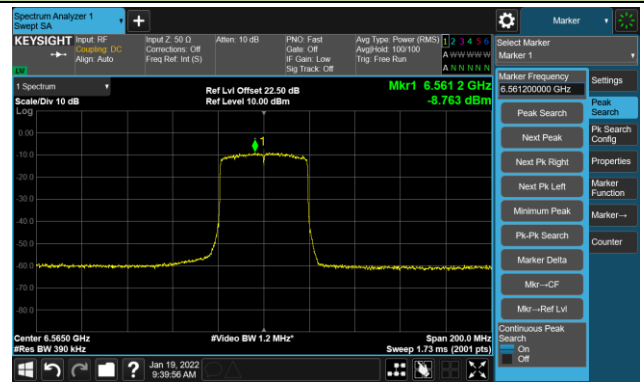 Spectrum Analyzer 1
Swept SA
+
Marker
KEYSIGHT
Input: RF
Coupling: DC
Align: Auto
Input Z: 50 Ω
Corrections: Off
Freq Ref: Int (S)
Atten: 10 dB
PNO: Fast
Gate: Off
IF Gain: Low
Sig Track: Off
Avg Type: Power (RMS)
Avg|Hold: 100/100
Trig: Free Run
1 2 3 4 5 6
A W W W W W
A N N N N N
Select Marker
Marker 1
1 Spectrum
Scale/Div 10 dB
Log
Ref Lvl Offset 22.50 dB
Ref Level 10.00 dBm
Mkr1 6.561 2 GHz
-8.763 dBm
0.00
-10.0
-20.0
-30.0
-40.0
-50.0
-60.0
-70.0
-80.0
1
Center 6.5650 GHz
#Res BW 390 kHz
#Video BW 1.2 MHz*
Span 200.0 MHz
Sweep 1.73 ms (2001 pts)
Marker Frequency
6.561200000 GHz
Peak Search
Next Peak
Next Pk Right
Next Pk Left
Minimum Peak
Pk-Pk Search
Marker Delta
Mkr→CF
Mkr→Ref Lvl
Continuous Peak
Search
On
Off
Settings
Peak
Search
Pk Search
Config
Properties
Marker
Function
Marker→
Counter
?
Jan 19, 2022
9:39:56 AM